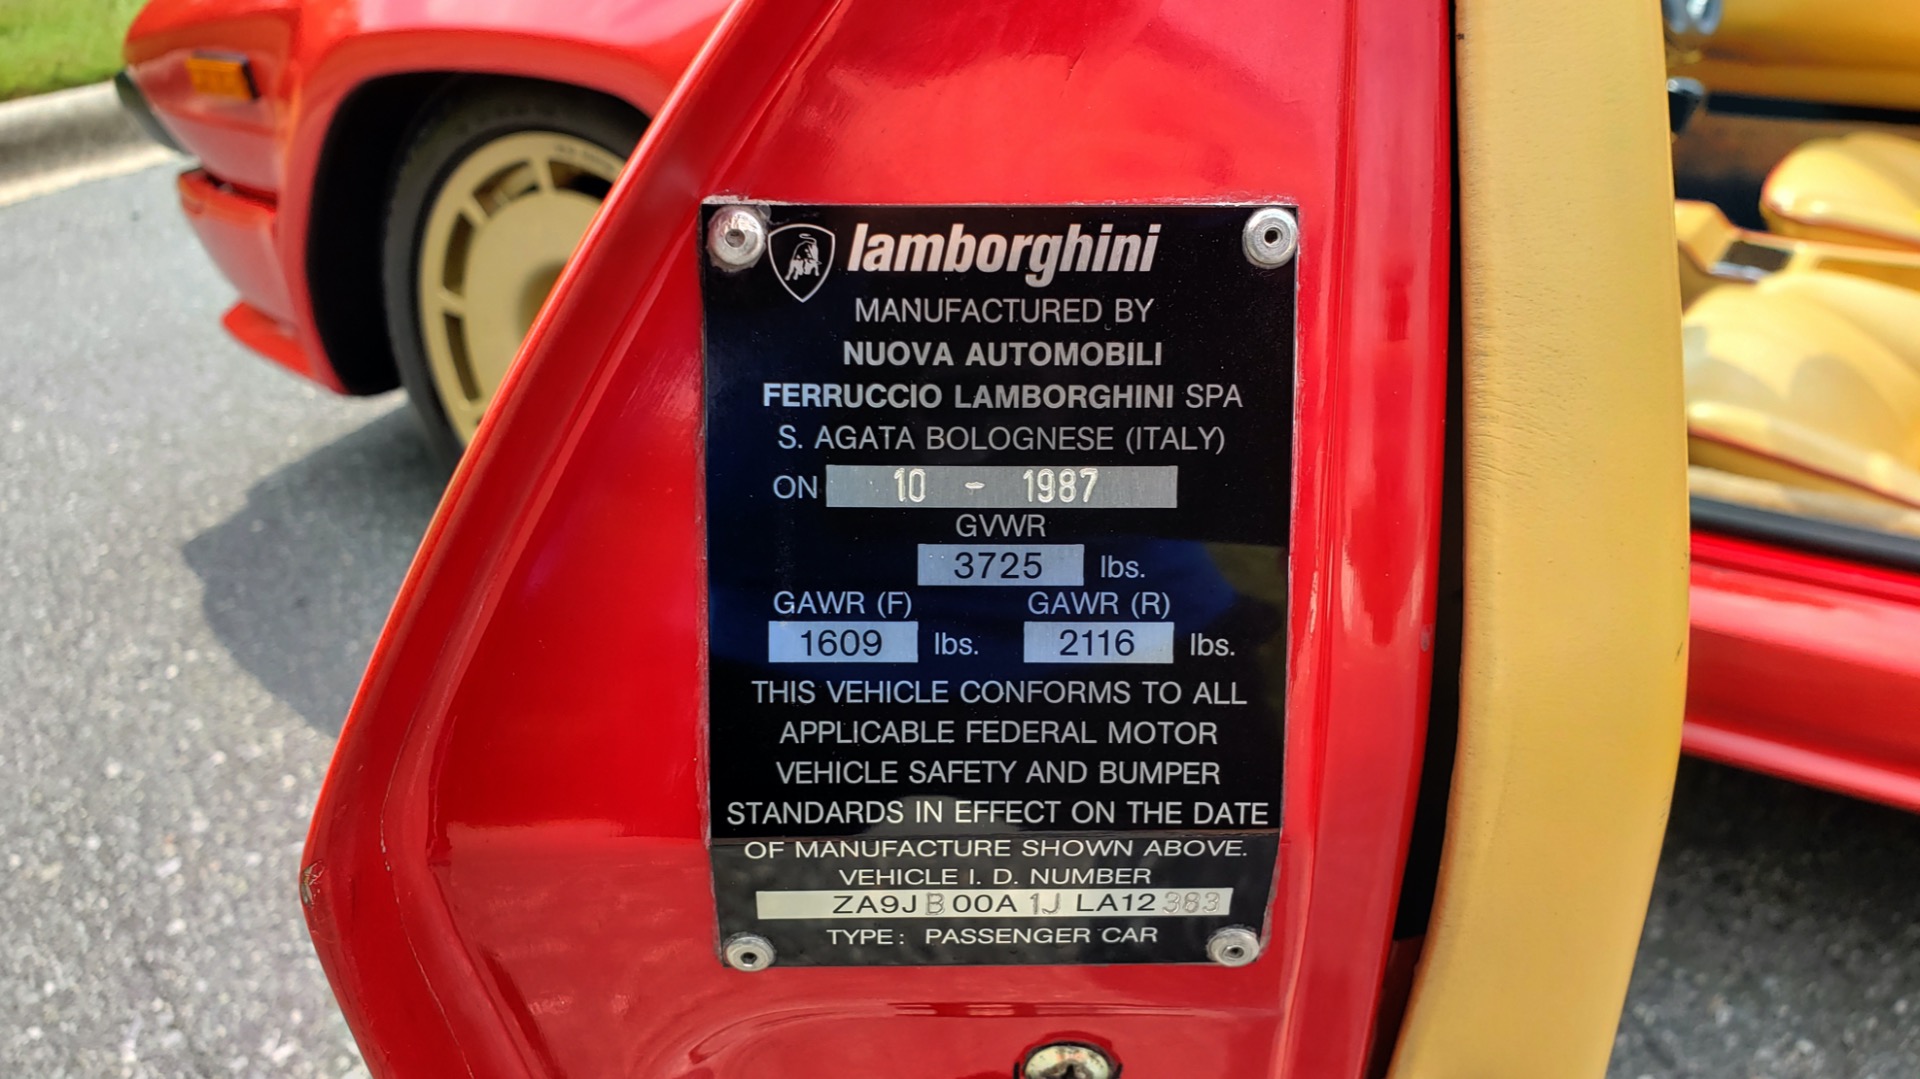 lamborghini
MANUFACTURED BY
NUOVA AUTOMOBILI
FERRUCCIO LAMBORGHINI SPA
S. AGATA BOLOGNESE (ITALY)
ON 10 - 1987
GVWR
3725 lbs.
GAWR (F) GAWR (R)
1609 lbs. 2116 lbs.
THIS VEHICLE CONFORMS TO ALL
APPLICABLE FEDERAL MOTOR
VEHICLE SAFETY AND BUMPER
STANDARDS IN EFFECT ON THE DATE
OF MANUFACTURE SHOWN ABOVE.
VEHICLE I. D. NUMBER
ZA9JB00A1JLA12383
TYPE: PASSENGER CAR